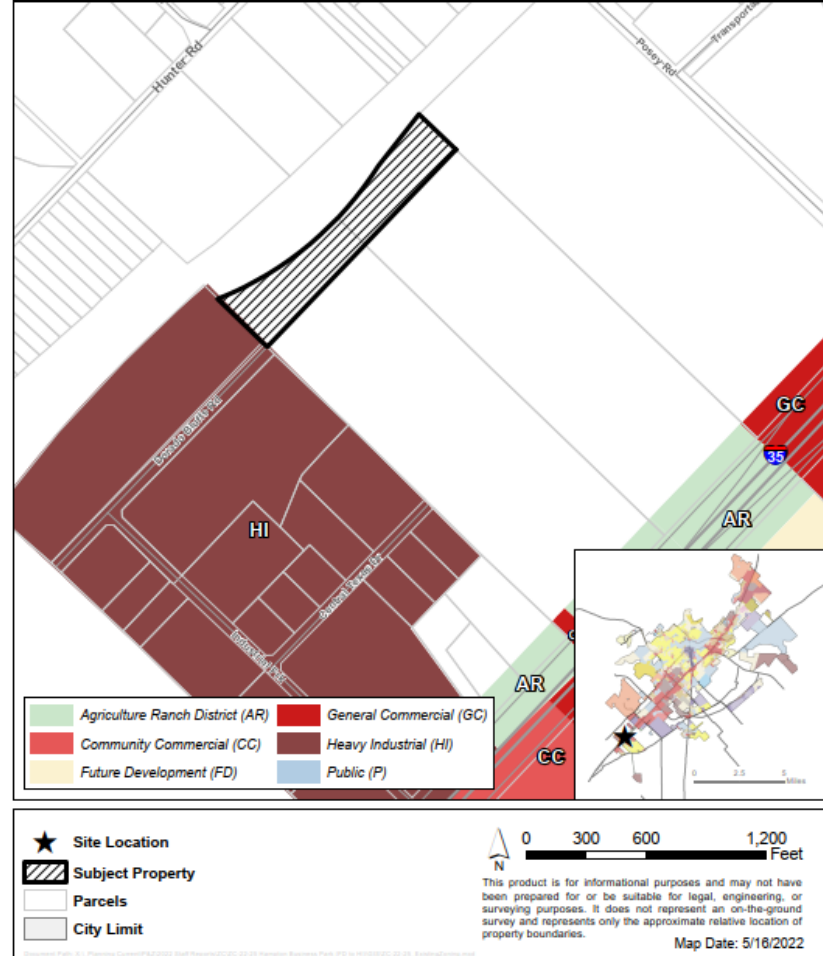 Hunter Rd
Posey Rd
GC
35
AR
HI
Industrial
AR
CC
Agriculture Ranch District (AR)
General Commercial (GC)
Community Commercial (CC)
Heavy Industrial (HI)
Future Development (FD)
Public (P)
0 2.5 5
Miles
Site Location
Subject Property
Parcels
City Limit
N
0 300 600 1,200
Feet
This product is for informational purposes and may not have
been prepared for or be suitable for legal, engineering, or
surveying purposes. It does not represent an on-the-ground
survey and represents only the approximate relative location of
property boundaries.
Map Date: 5/16/2022